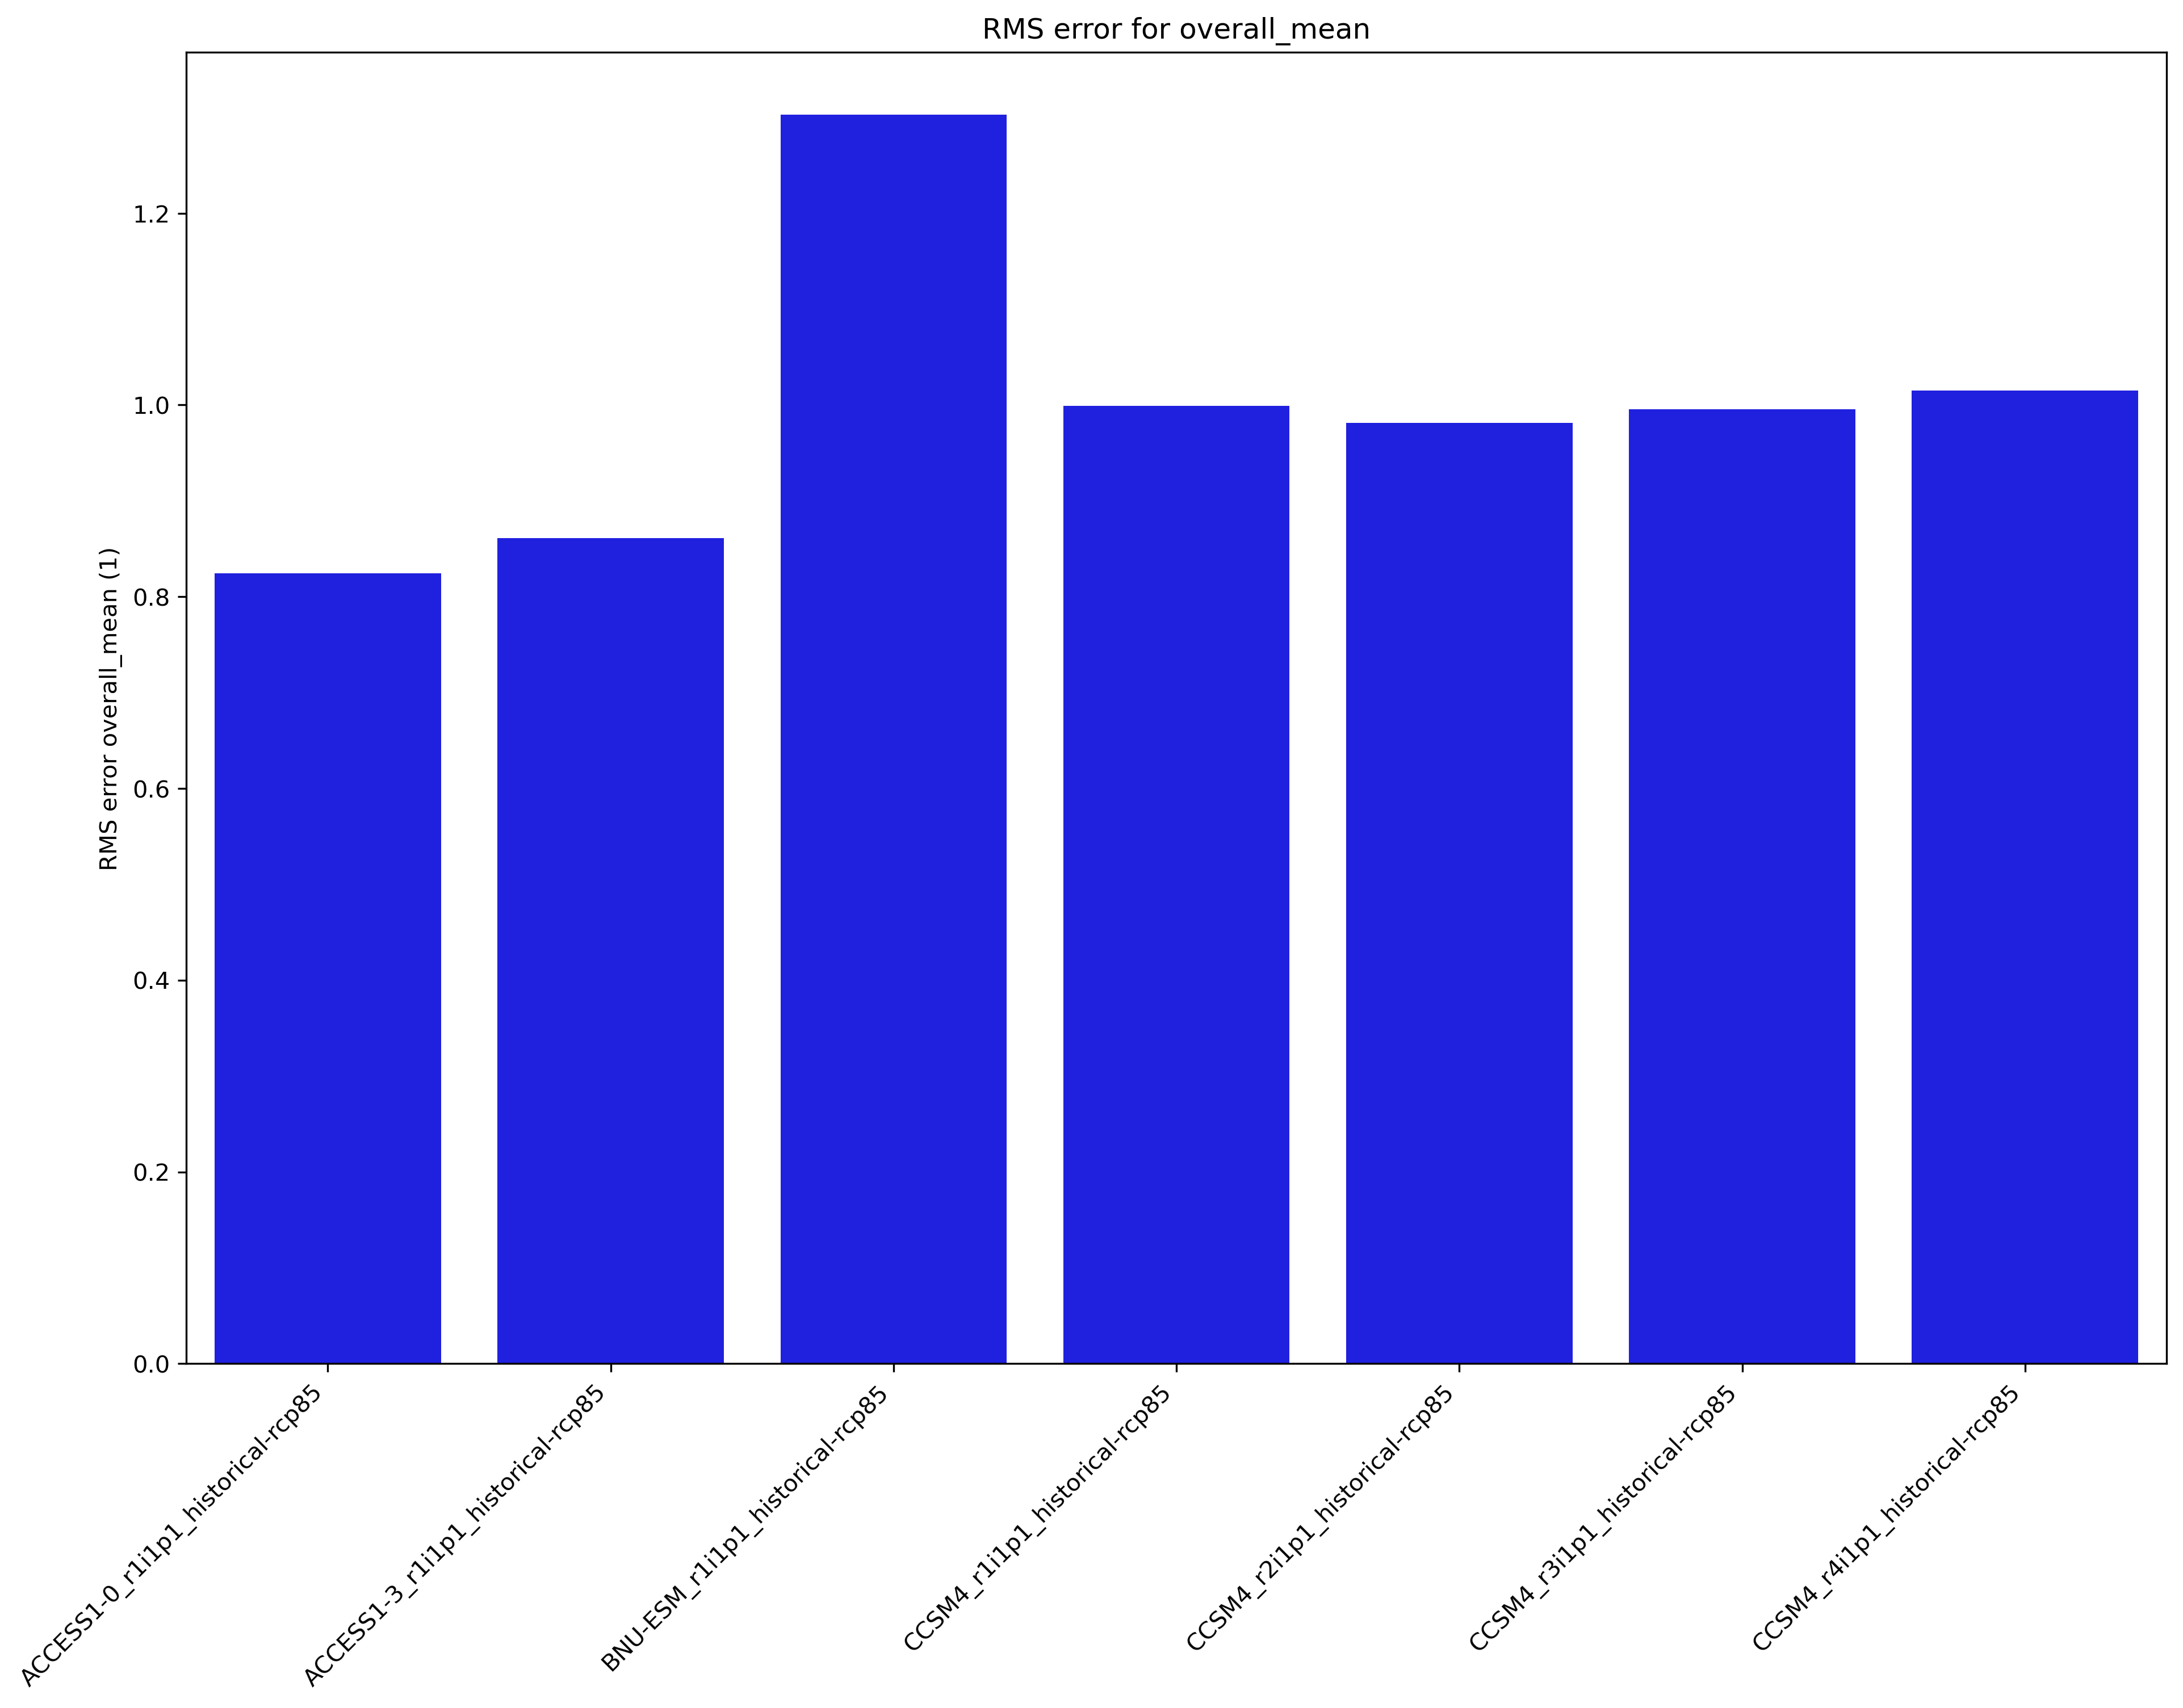 RMS error for overall_mean
RMS error overall_mean (1)
1.2
1.0
0.8
0.6
0.4
0.2
0.0
ACCESS1-0_r1i1p1_historical-rcp85
ACCESS1-3_r1i1p1_historical-rcp85
BNU-ESM_r1i1p1_historical-rcp85
CCSM4_r1i1p1_historical-rcp85
CCSM4_r2i1p1_historical-rcp85
CCSM4_r3i1p1_historical-rcp85
CCSM4_r4i1p1_historical-rcp85